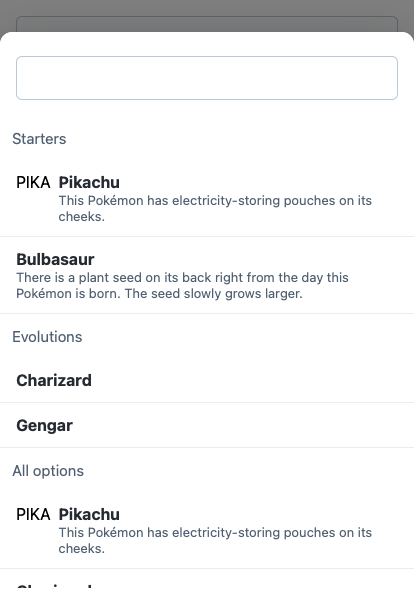 Starters
PIKA Pikachu
This Pokémon has electricity-storing pouches on its
cheeks.
Bulbasaur
There is a plant seed on its back right from the day this
Pokémon is born. The seed slowly grows larger.
Evolutions
Charizard
Gengar
All options
PIKA Pikachu
This Pokémon has electricity-storing pouches on its
cheeks.